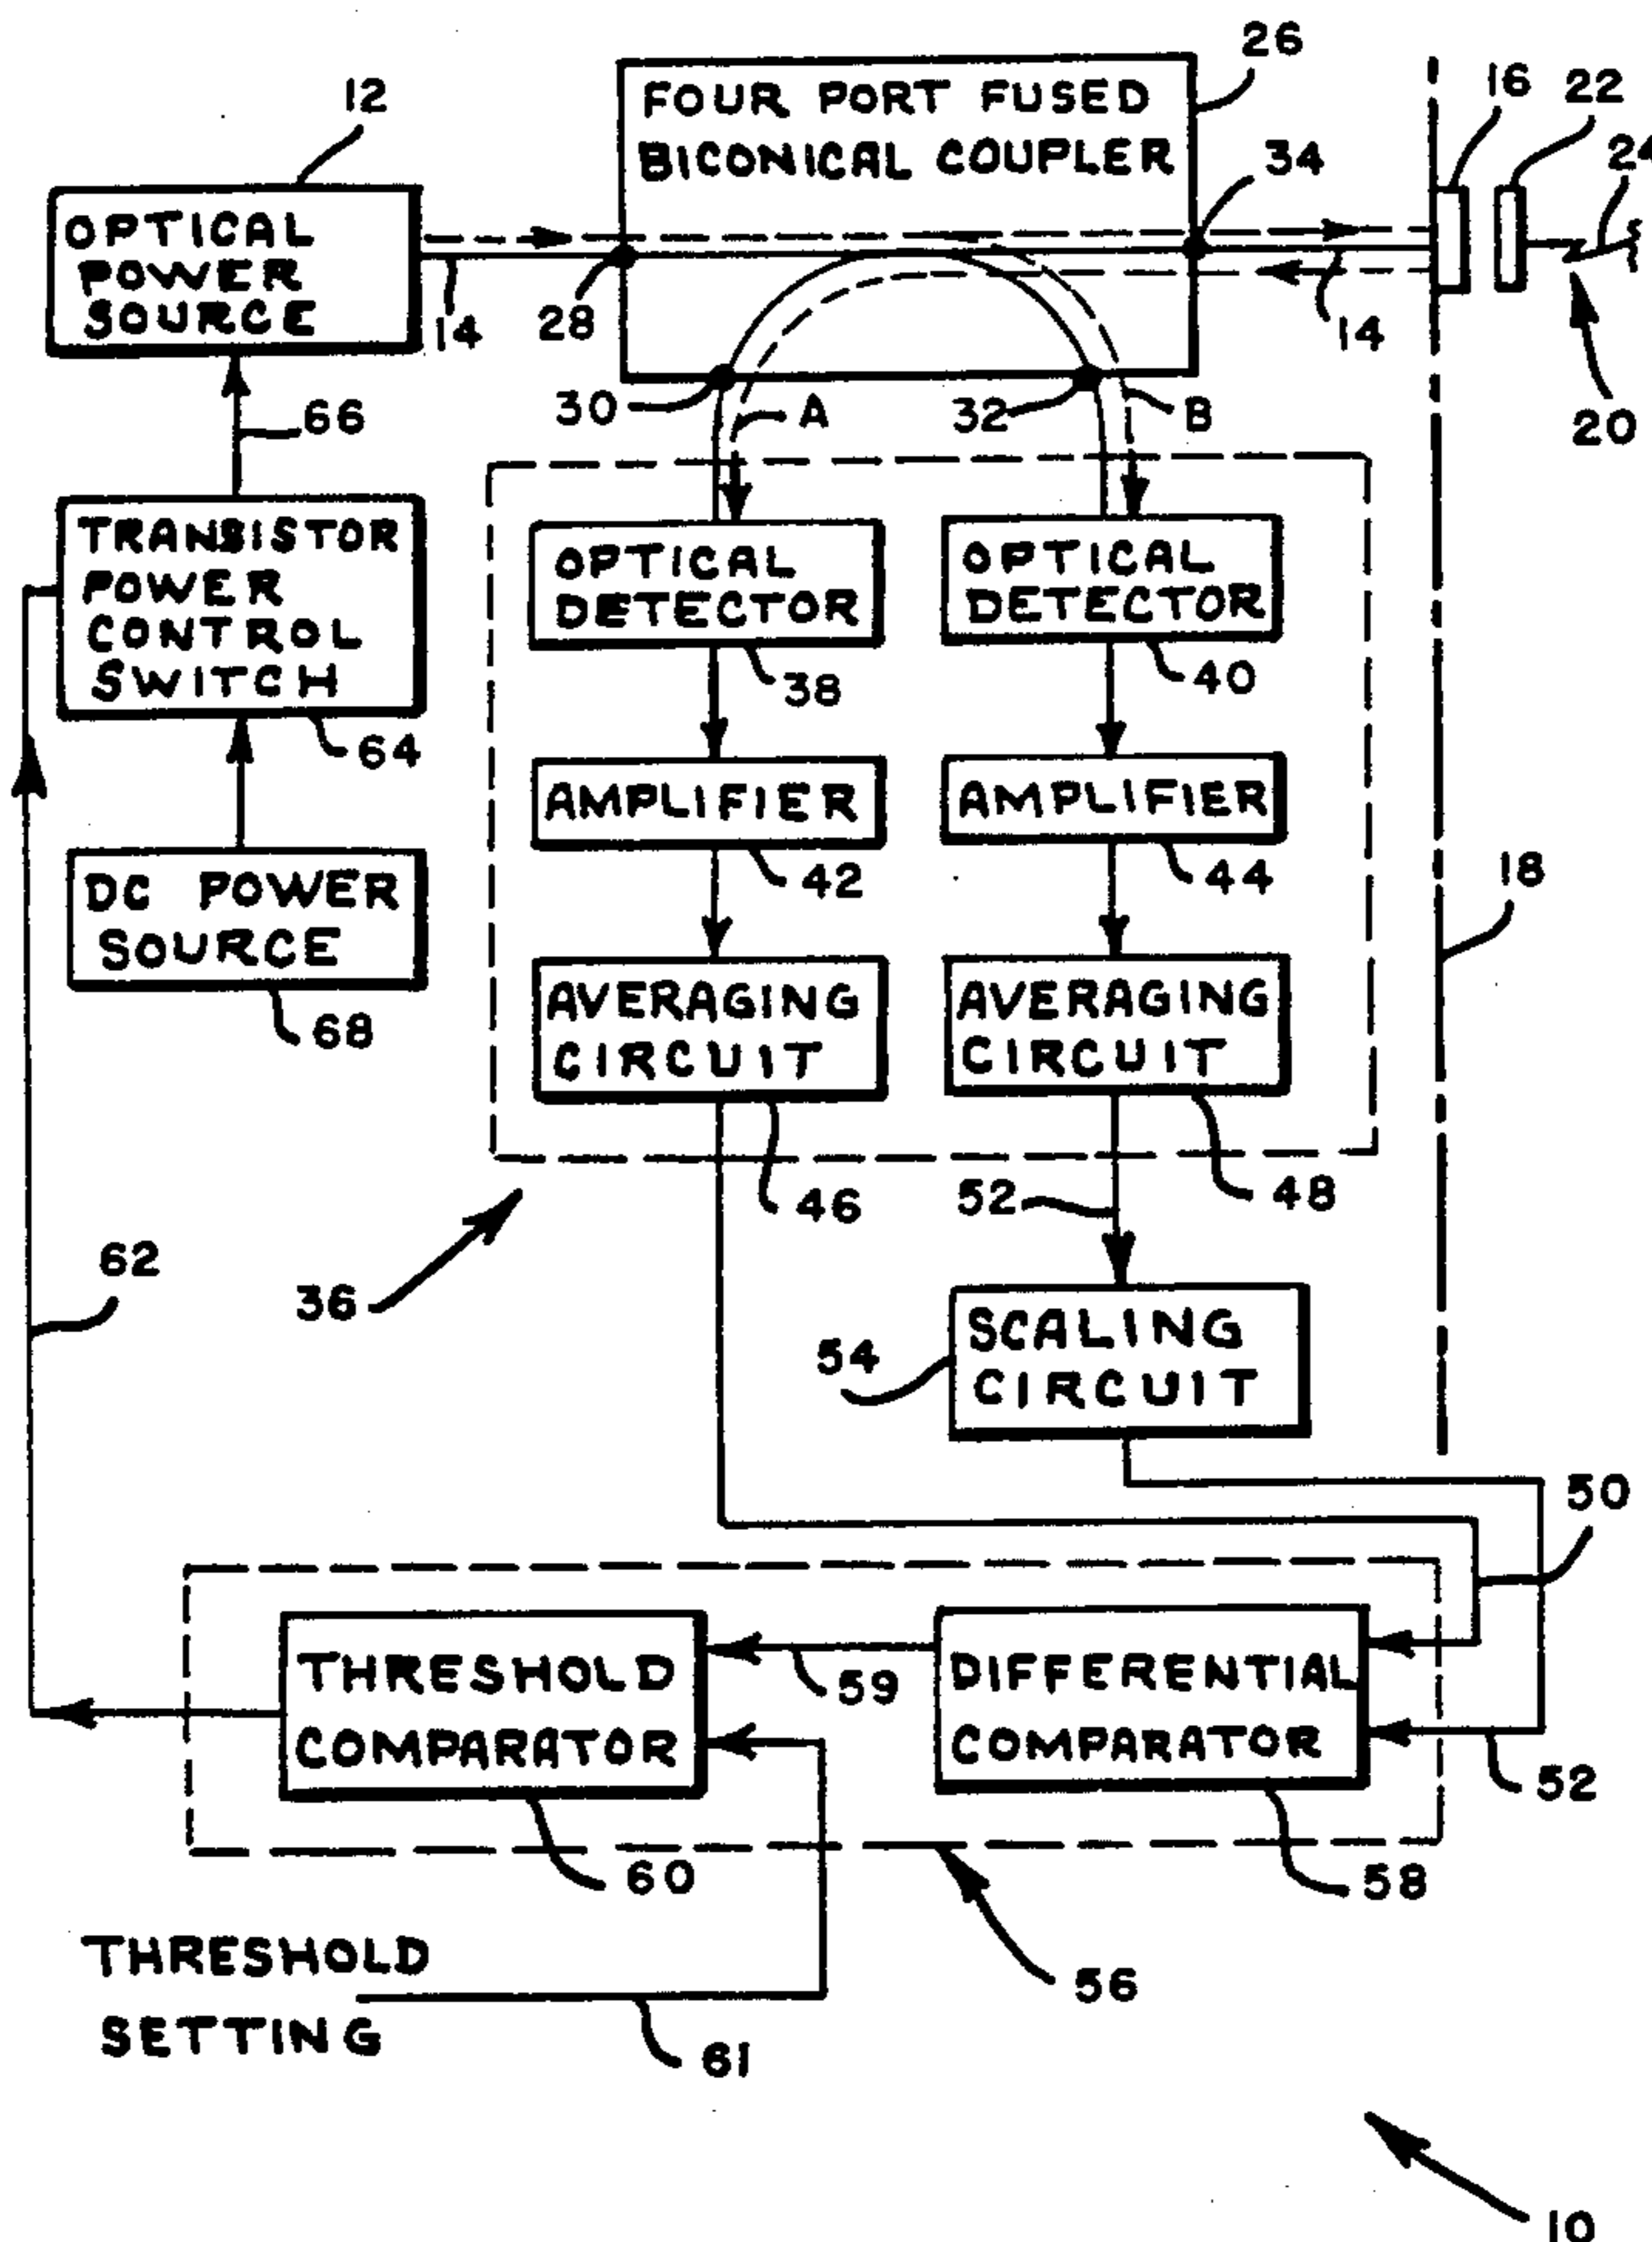 26
FOUR PORT FUSED
BICONICAL COUPLER
12
16
22
34
24
OPTICAL
POWER
SOURCE
14
28
14
30
A
32
B
20
66
TRANSISTOR
POWER
CONTROL
SWITCH
OPTICAL
DETECTOR
OPTICAL
DETECTOR
38
40
64
AMPLIFIER
AMPLIFIER
42
44
18
DC POWER
SOURCE
68
AVERAGING
CIRCUIT
AVERAGING
CIRCUIT
46
52
48
62
36
54
SCALING
CIRCUIT
50
THRESHOLD
COMPARATOR
59
DIFFERENTIAL
COMPARATOR
52
60
58
THRESHOLD
SETTING
56
61
10